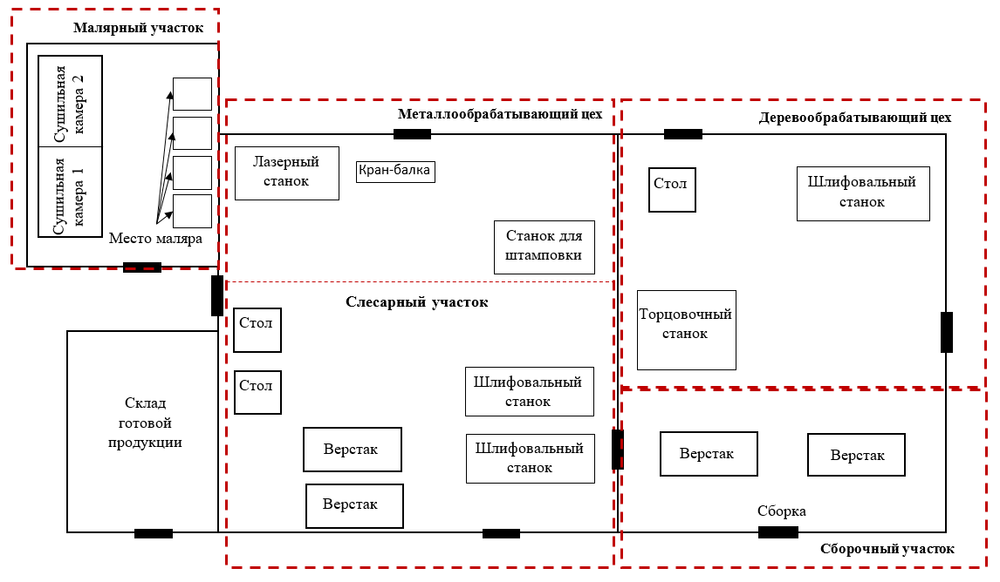 Малярный участок
Сушильная
камера 2
Сушильная
камера 1
Место маляра
Металлообрабатывающий цех
Лазерный
станок
Кран-балка
Станок для
штамповки
Слесарный участок
Стол
Стол
Шлифовальный
станок
Шлифовальный
станок
Верстак
Верстак
Склад
готовой
продукции
Деревообрабатывающий цех
Стол
Шлифовальный
станок
Торцовочный
станок
Верстак
Верстак
Сборка
Сборочный участок